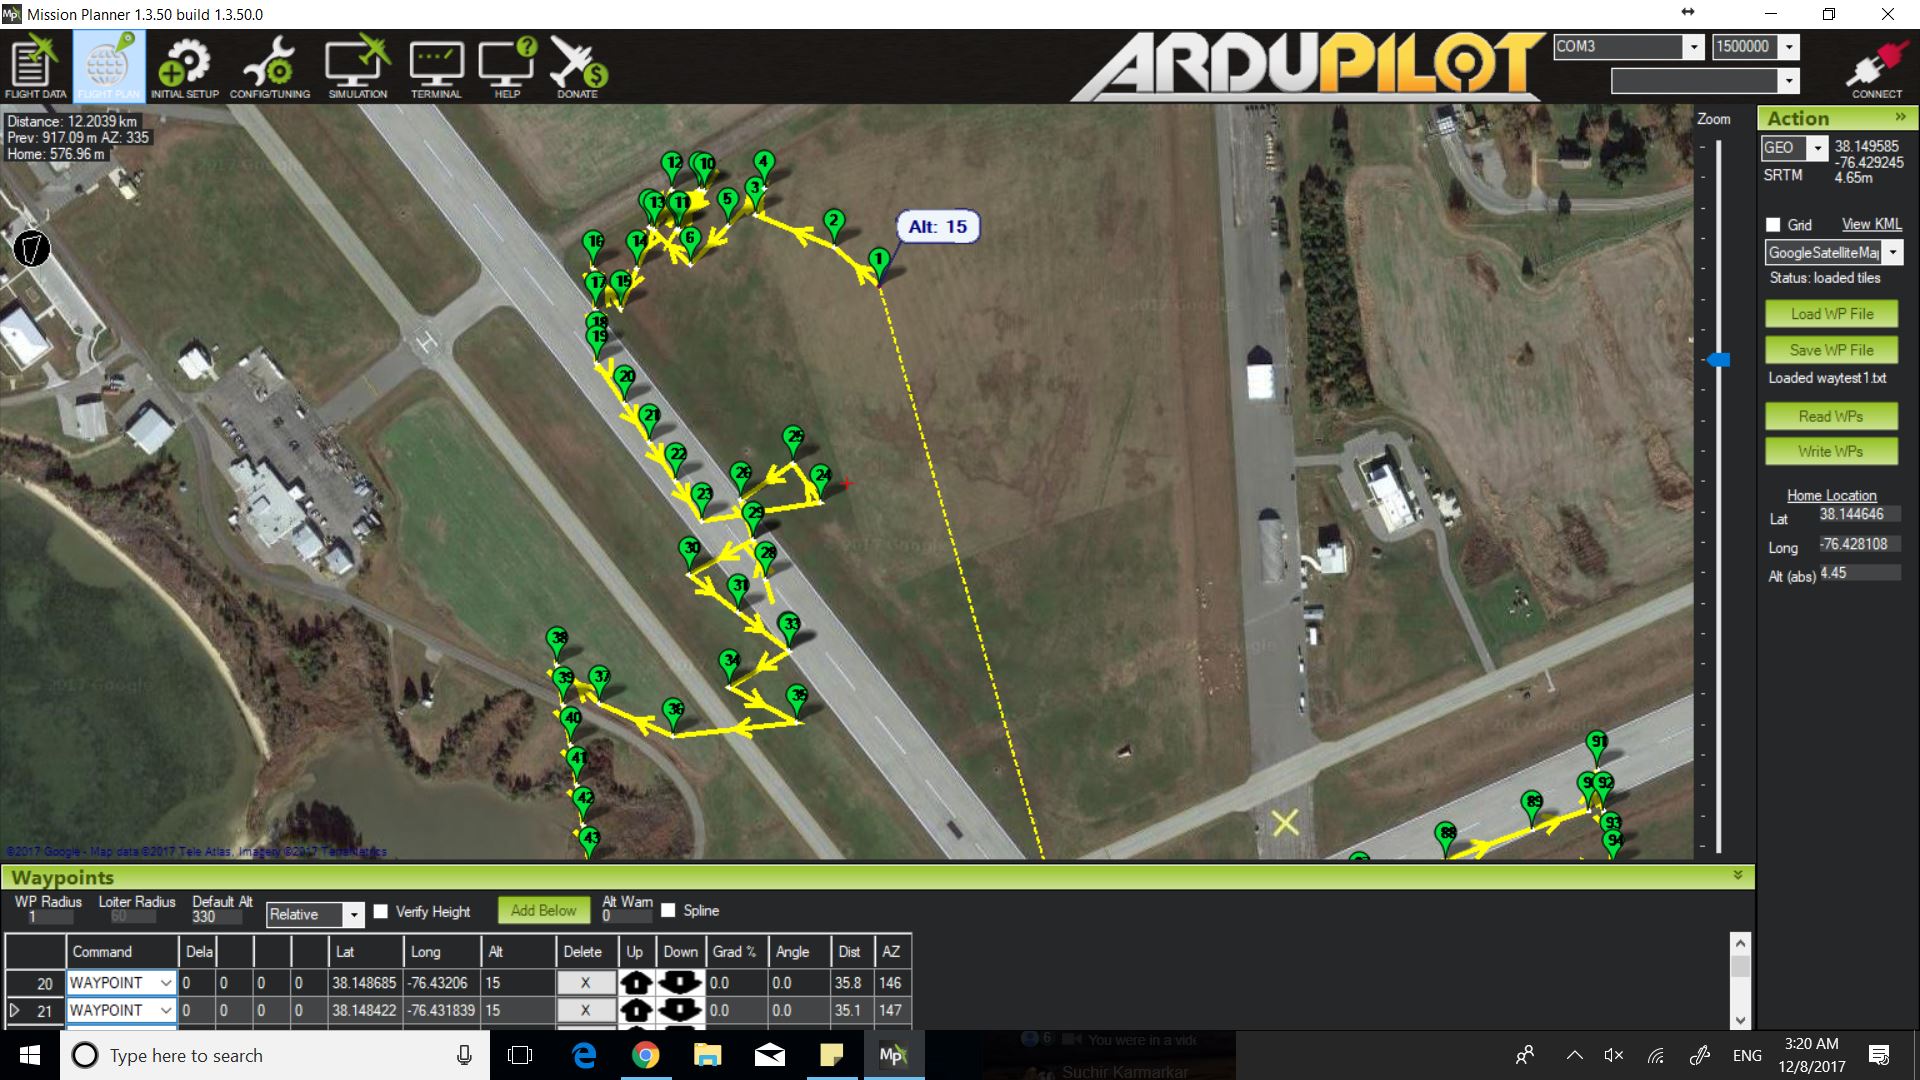 Mission Planner 1.3.50 build 1.3.50.0
FLIGHT DATA
FLIGHT PLAN
INITIAL SETUP
CONFIG/TUNING
SIMULATION
TERMINAL
HELP
DONATE
ARDUPILOT
COM3
1500000
CONNECT
Distance: 12.2039 km
Prev: 917.09 m AZ: 335
Home: 576.96 m
Alt: 15
12
10
4
3
13
11
5
2
6
14
16
1
17
15
18
19
20
21
22
23
25
24
26
29
28
30
31
33
34
35
36
37
38
39
40
41
42
43
88
89
91
92
93
94
H
©2017 Google - Map data ©2017 Tele Atlas, Imagery ©2017 TerraMetrics
Zoom
Action
GEO
38.149585
-76.429245
SRTM
4.65m
Grid
View KML
GoogleSatelliteMap
Status: loaded tiles
Load WP File
Save WP File
Loaded waytest1.txt
Read WPs
Write WPs
Home Location
Lat 38.144646
Long -76.428108
Alt (abs) 4.45
Waypoints
WP Radius Loiter Radius Default Alt Alt Warn
1 60 330 Relative Verify Height Add Below 0 Spline
Command Dela Lat Long Alt Delete Up Down Grad % Angle Dist AZ
20 WAYPOINT 0 0 0 0 38.148685 -76.43206 15 X 0.0 0.0 35.8 146
21 WAYPOINT 0 0 0 0 38.148422 -76.431839 15 X 0.0 0.0 35.1 147
Type here to search
Mp
6 You were in a vide
Suchir Karmarkar
ENG
3:20 AM
12/8/2017